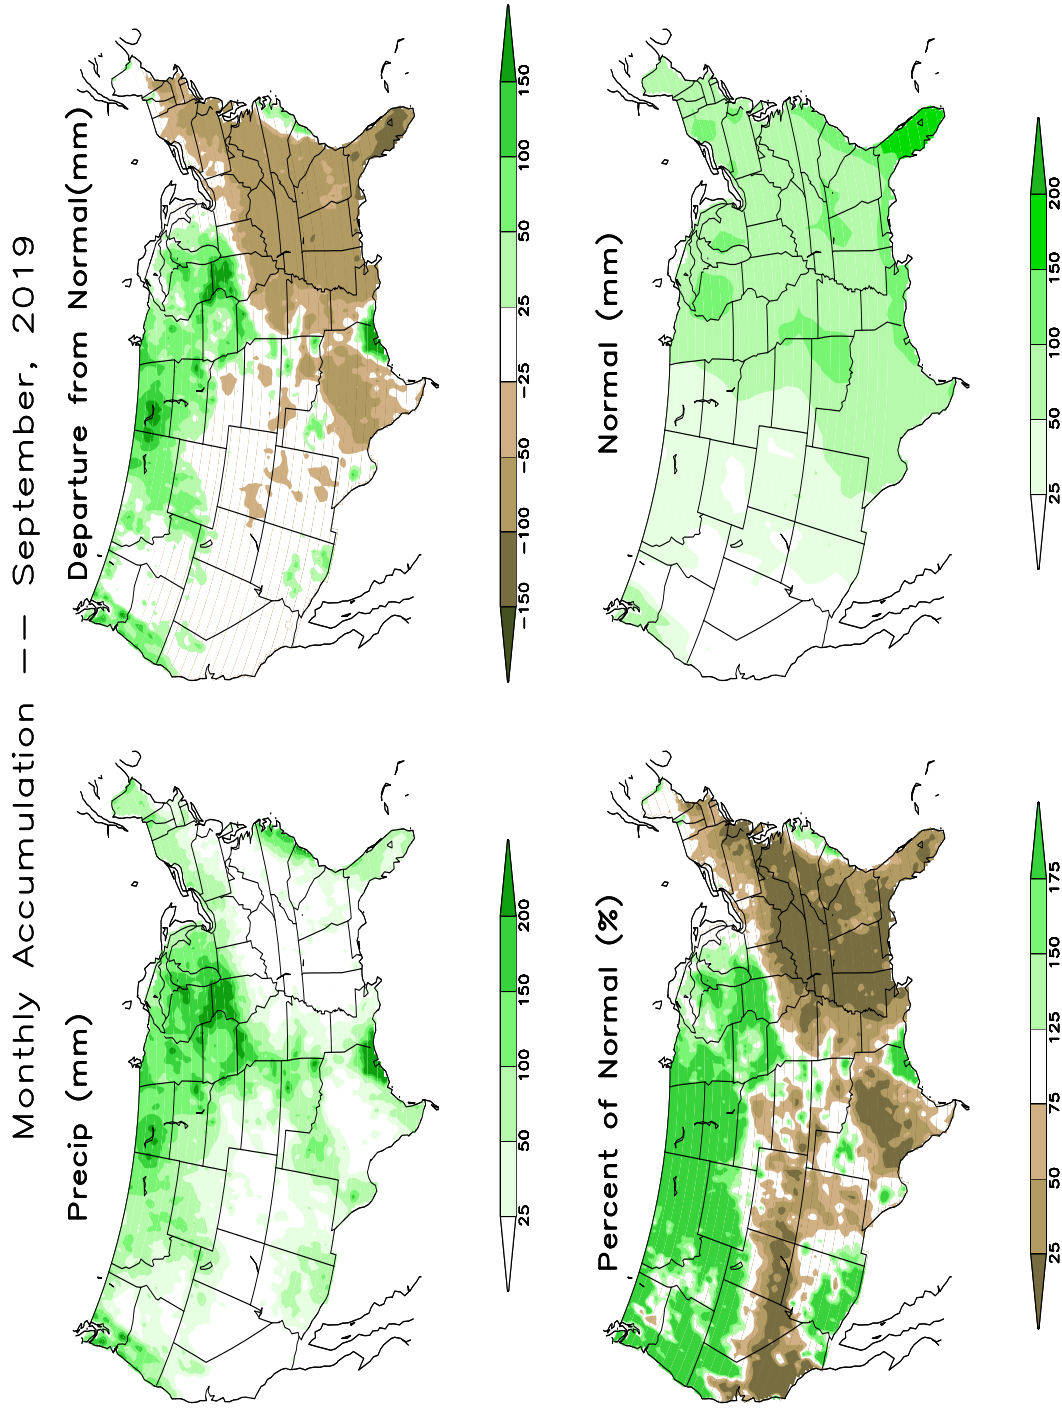 Monthly Accumulation -- September, 2019
Precip (mm)
25 50 100 150 200
Departure from Normal(mm)
-150 -100 -50 -25 25 50 100 150
Percent of Normal (%)
25 50 75 125 150 175
Normal (mm)
25 50 100 150 200